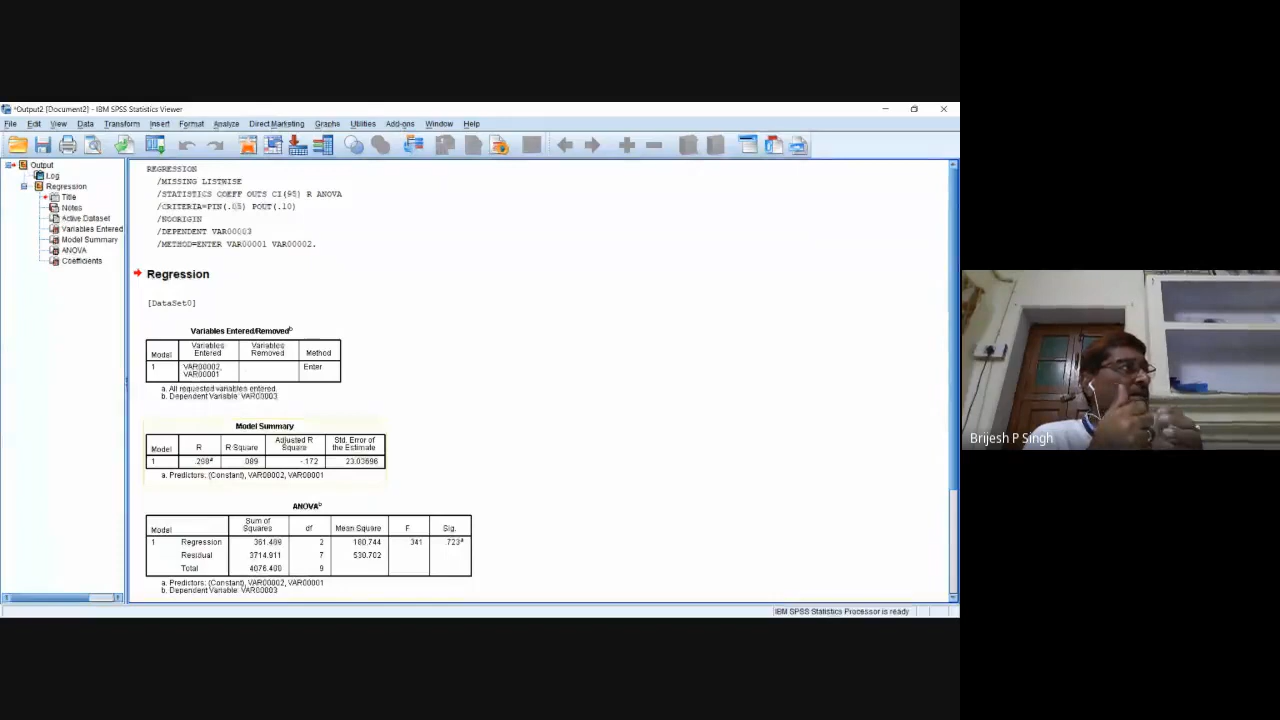 *Output2 [Document2] - IBM SPSS Statistics Viewer
File Edit View Data Transform Insert Format Analyze Direct Marketing Graphs Utilities Add-ons Window Help
Output
Log
Regression
Title
Notes
Active Dataset
Variables Entered
Model Summary
ANOVA
Coefficients
REGRESSION
/MISSING LISTWISE
/STATISTICS COEFF OUTS CI(95) R ANOVA
/CRITERIA=PIN(.05) POUT(.10)
/NOORIGIN
/DEPENDENT VAR00003
/METHOD=ENTER VAR00001 VAR00002.
Regression
[DataSet0]
Variables Entered/Removedb
Model Variables Entered Variables Removed Method
1 VAR00002, VAR00001 Enter
a. All requested variables entered.
b. Dependent Variable: VAR00003
Model Summary
Model R R Square Adjusted R Square Std. Error of the Estimate
1 .298a .089 -.172 23.03596
a. Predictors: (Constant), VAR00002, VAR00001
ANOVAb
Model Sum of Squares df Mean Square F Sig.
1 Regression 361.489 2 180.744 .341 .723a
Residual 3714.911 7 530.702
Total 4076.400 9
a. Predictors: (Constant), VAR00002, VAR00001
b. Dependent Variable: VAR00003
IBM SPSS Statistics Processor is ready
Brijesh P Singh